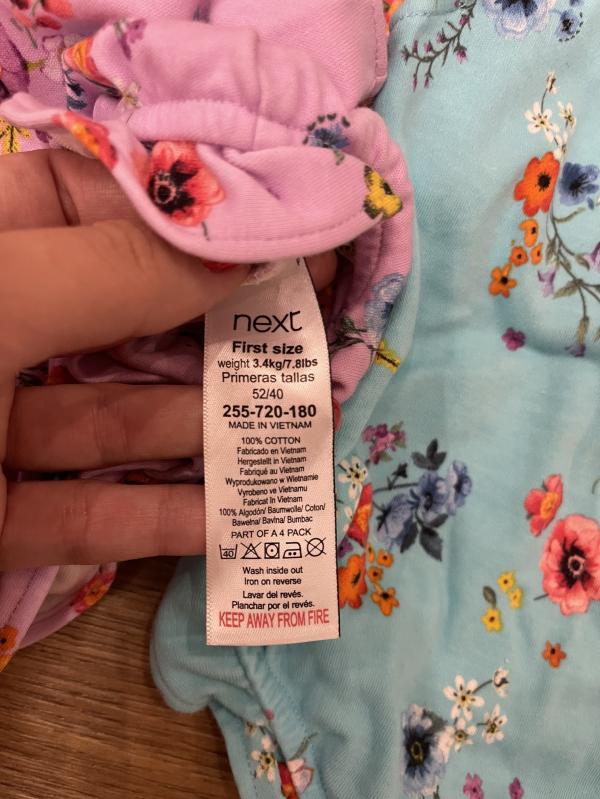 next
First size
weight 3.4kg/7.8lbs
Primeras tallas
52/40
255-720-180
MADE IN VIETNAM
100% COTTON
Fabricado en Vietnam
Hergestellt in Vietnam
Fabriqué au Vietnam
Wyprodukowano w Wietnamie
Vyrobeno ve Vietnamu
Fabricat în Vietnam
100% Algodón/ Baumwolle/ Coton/
Bawełna/ Bavlna/ Bumbac
PART OF A 4 PACK
40
Wash inside out
Iron on reverse
Lavar del revés.
Planchar por el revés.
KEEP AWAY FROM FIRE